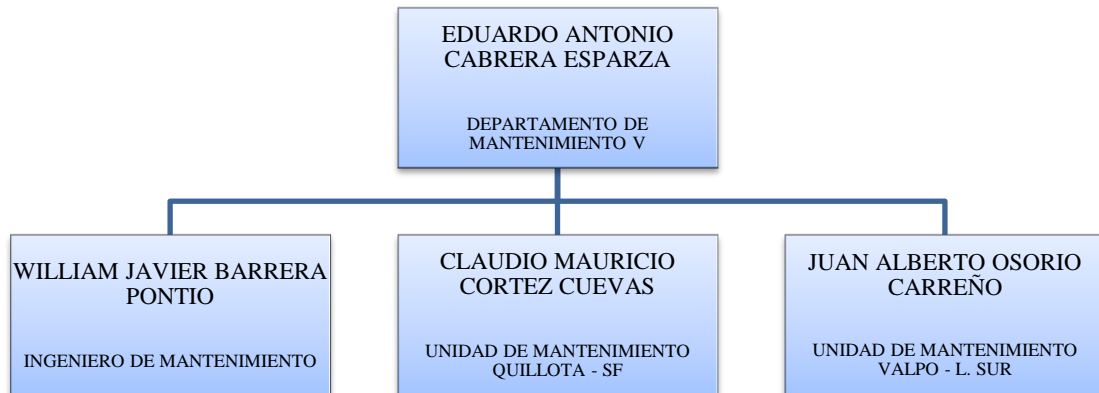 EDUARDO ANTONIO
CABRERA ESPARZA
DEPARTAMENTO DE
MANTENIMIENTO V
WILLIAM JAVIER BARRERA
PONTIO
INGENIERO DE MANTENIMIENTO
CLAUDIO MAURICIO
CORTEZ CUEVAS
UNIDAD DE MANTENIMIENTO
QUILLOTA - SF
JUAN ALBERTO OSORIO
CARREÑO
UNIDAD DE MANTENIMIENTO
VALPO - L. SUR